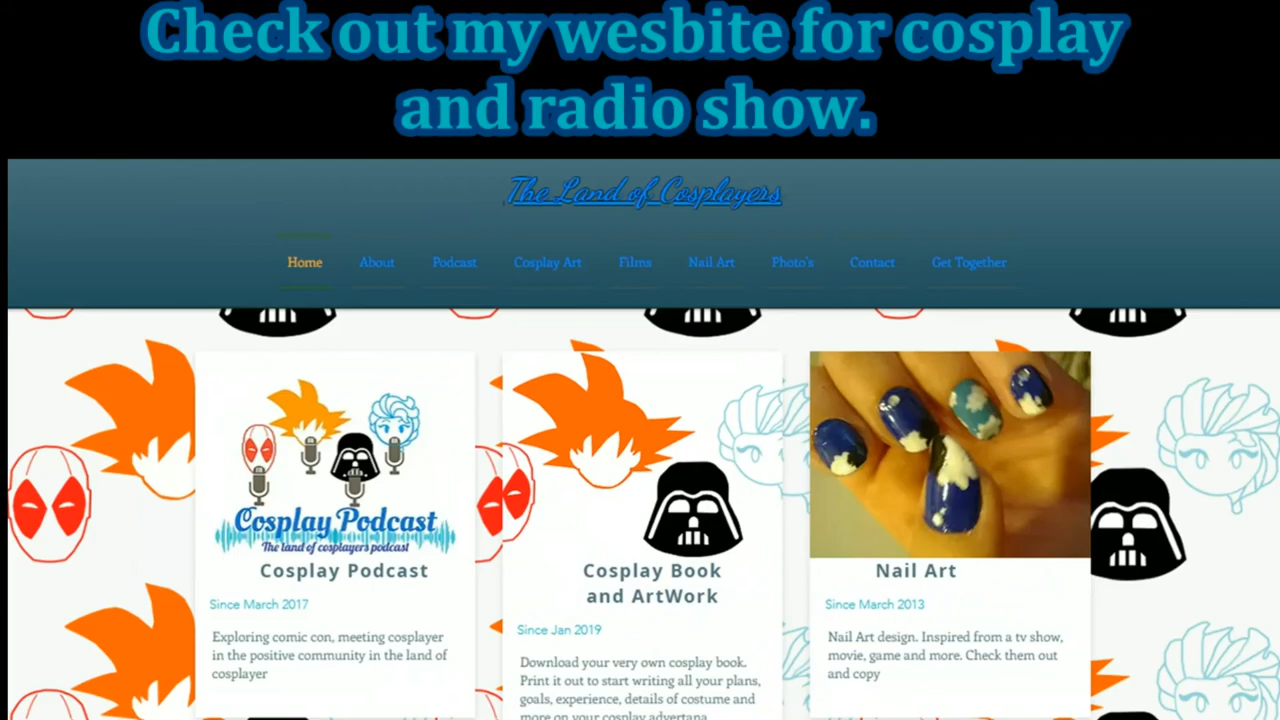 Check out my wesbite for cosplay
and radio show.
The Land of Cosplayers
Home About Podcast Cosplay Art Films Nail Art Photo's Contact Get Together
Cosplay Podcast
The land of cosplayers podcast
Cosplay Podcast
Since March 2017
Exploring comic con, meeting cosplayer
in the positive community in the land of
cosplayer
Cosplay Book
and ArtWork
Since Jan 2019
Download your very own cosplay book.
Print it out to start writing all your plans,
goals, experience, details of costume and
more on your cosplay advertana
Nail Art
Since March 2013
Nail Art design. Inspired from a tv show,
movie, game and more. Check them out
and copy